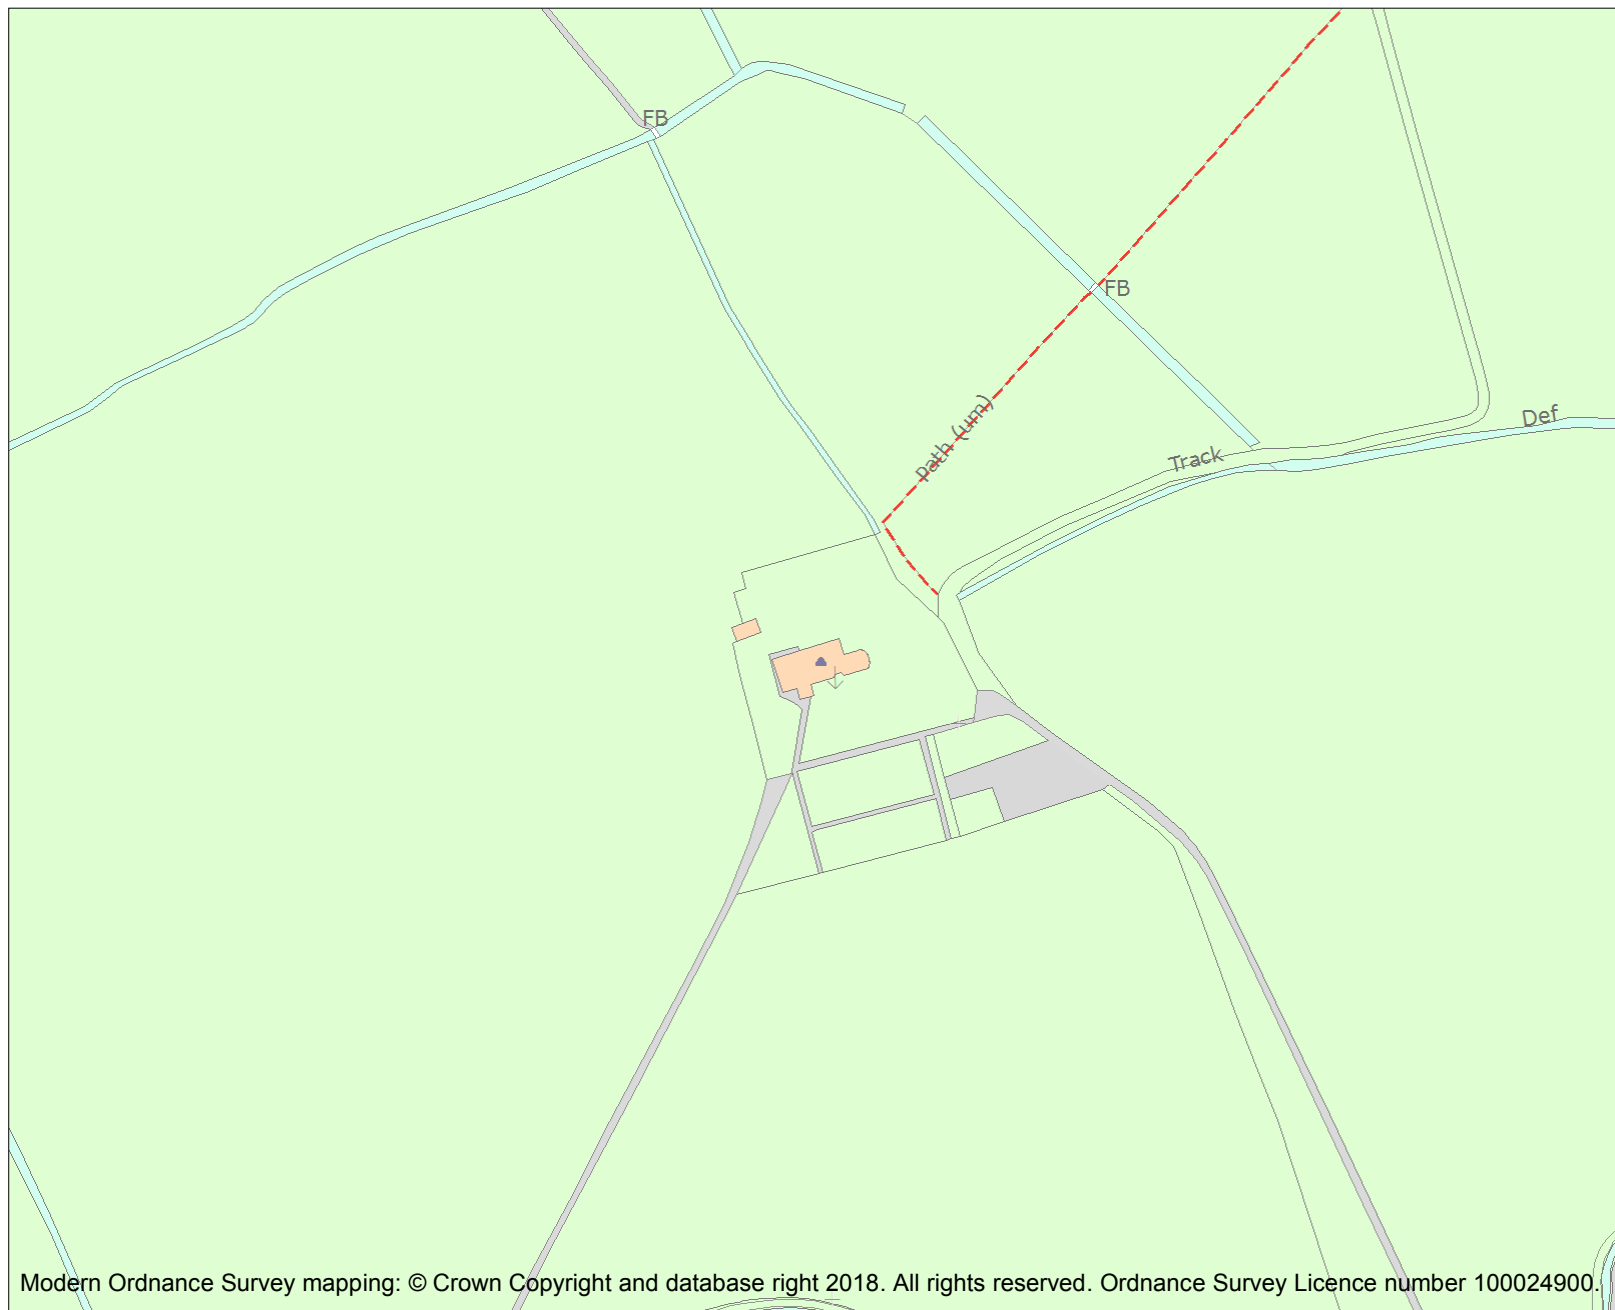 FB
FB
Path (um)
Def
Track
Modern Ordnance Survey mapping: © Crown Copyright and database right 2018. All rights reserved. Ordnance Survey Licence number 100024900.